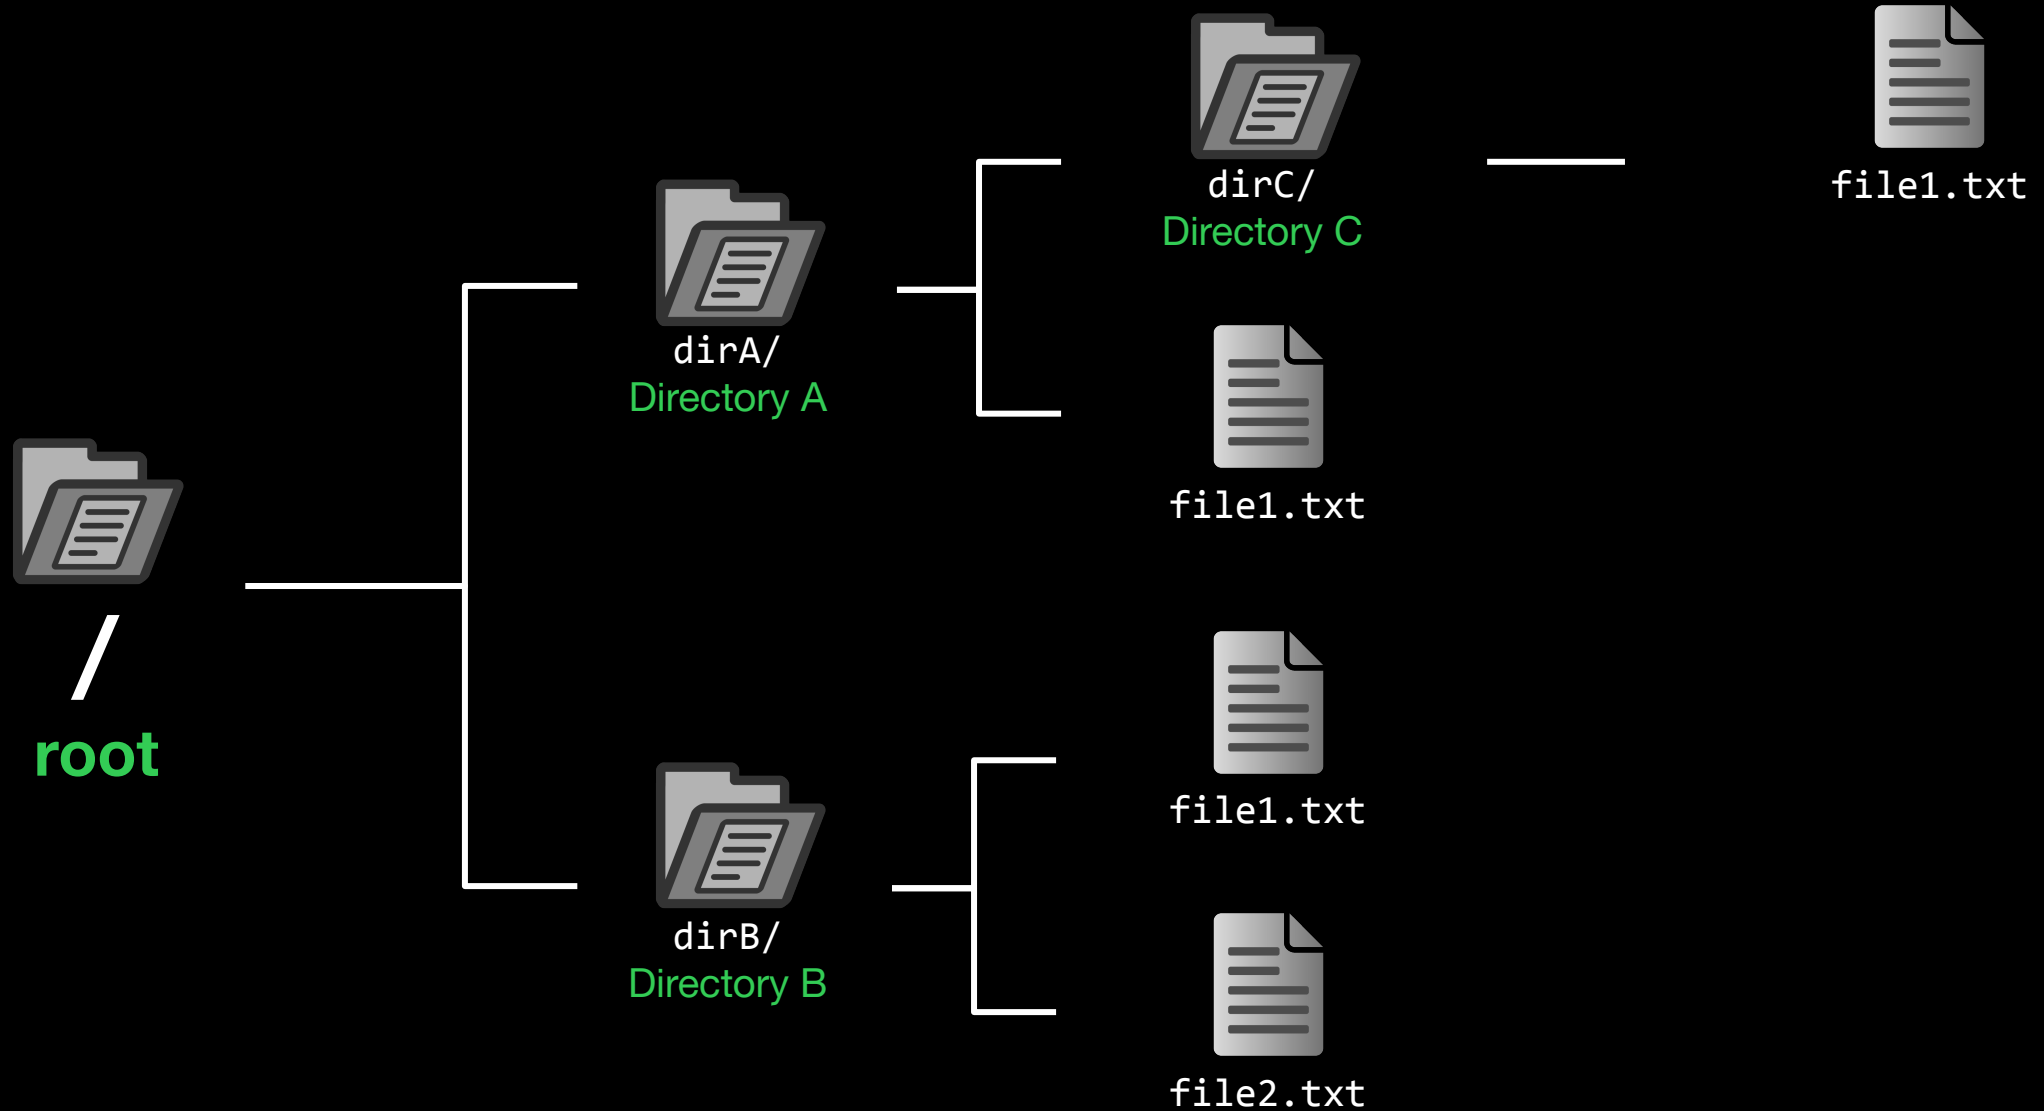 dirC/
Directory C
file1.txt
dirA/
Directory A
file1.txt
/
root
file1.txt
dirB/
Directory B
file2.txt